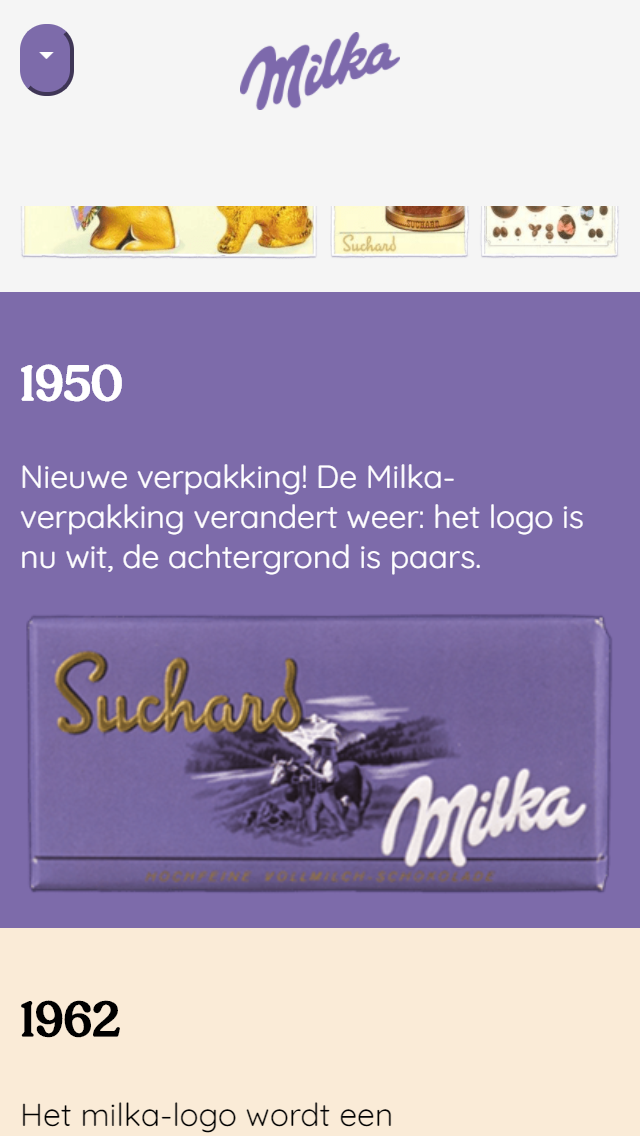 Milka
SUCHARD
Suchard
1950
Nieuwe verpakking! De Milka-
verpakking verandert weer: het logo is
nu wit, de achtergrond is paars.
Suchard
Milka
HOCHFEINE VOLLMILCH-SCHOKOLADE
1962
Het milka-logo wordt een